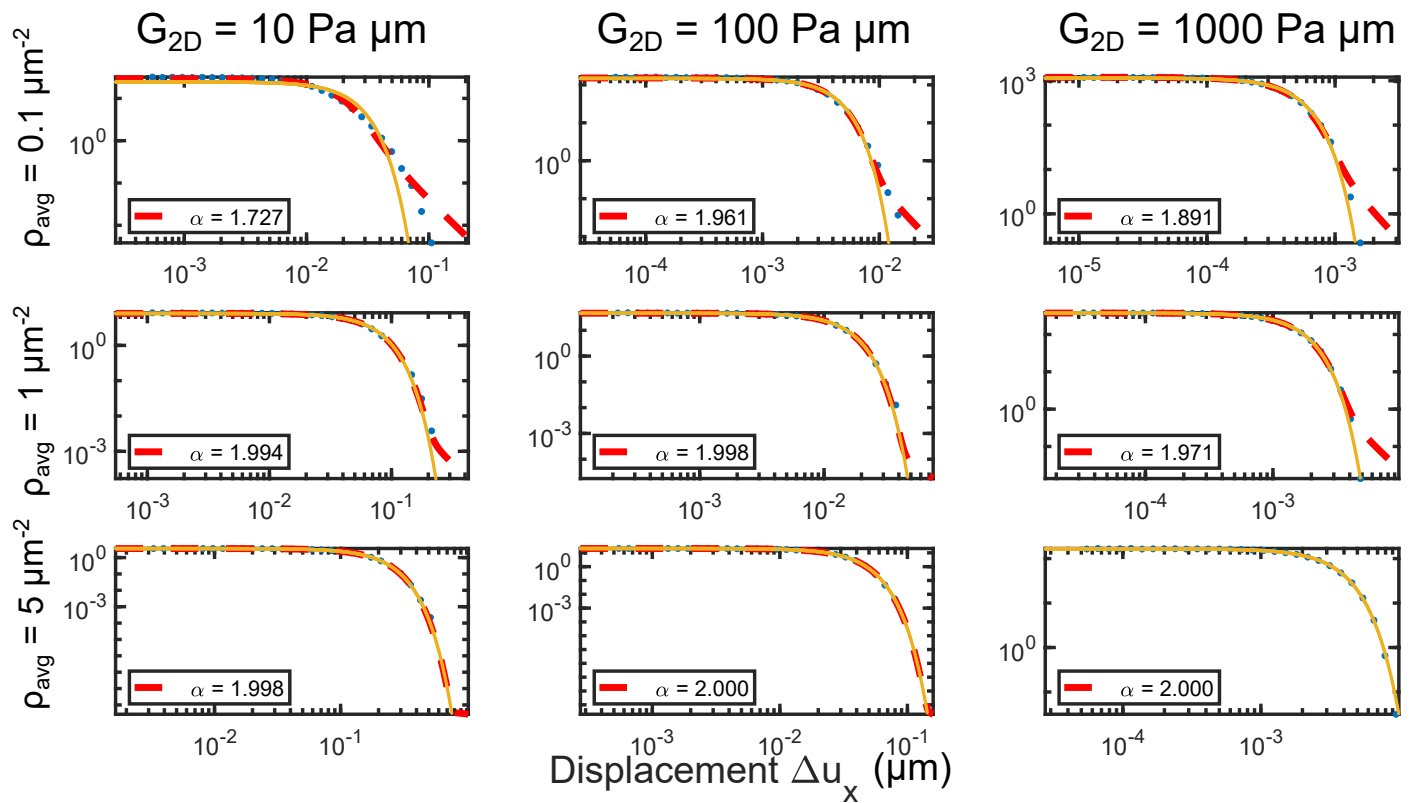 G2D = 10 Pa μm G2D = 100 Pa μm G2D = 1000 Pa μm
ρavg = 0.1 μm-2
10^0
α = 1.727
10^-3 10^-2 10^-1
10^0
α = 1.961
10^-4 10^-3 10^-2
10^3
10^0
α = 1.891
10^-5 10^-4 10^-3
ρavg = 1 μm-2
10^0
10^-3
α = 1.994
10^-3 10^-2 10^-1
10^0
10^-3
α = 1.998
10^-3 10^-2
10^0
α = 1.971
10^-4 10^-3
ρavg = 5 μm-2
10^0
10^-3
α = 1.998
10^-2 10^-1
10^0
10^-3
α = 2.000
10^-3 10^-2 10^-1
10^0
α = 2.000
10^-4 10^-3
Displacement Δux (μm)